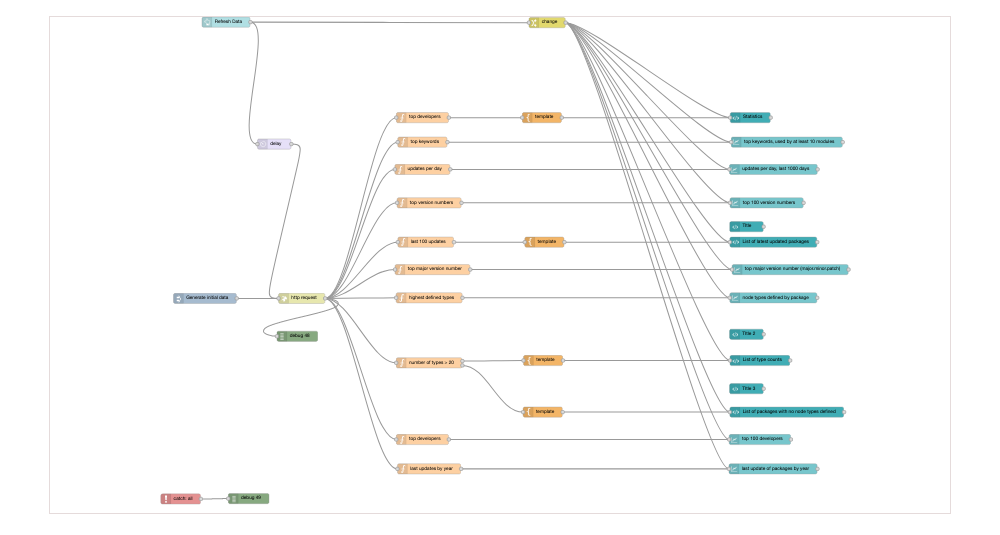 Refresh Data
change
top developers
template
Statistics
top keywords
top keywords, used by at least 10 modules
delay
updates per day
updates per day, last 1000 days
top version numbers
top 100 version numbers
Title
last 100 updates
template
List of latest updated packages
top major version number
top major version number (major.minor.patch)
Generate initial data
http request
highest defined types
node types defined by package
debug 48
Title 2
number of types > 20
template
List of type counts
Title 3
template
List of packages with no node types defined
top developers
top 100 developers
last updates by year
last update of packages by year
catch: all
debug 49